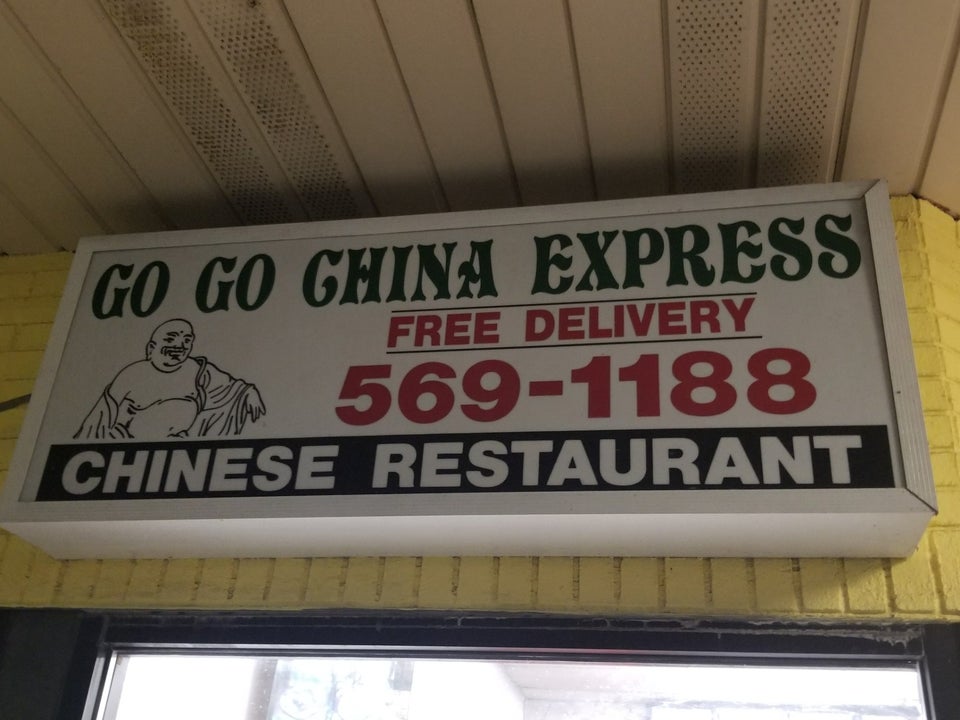 GO GO CHINA EXPRESS
FREE DELIVERY
569-1188
CHINESE RESTAURANT